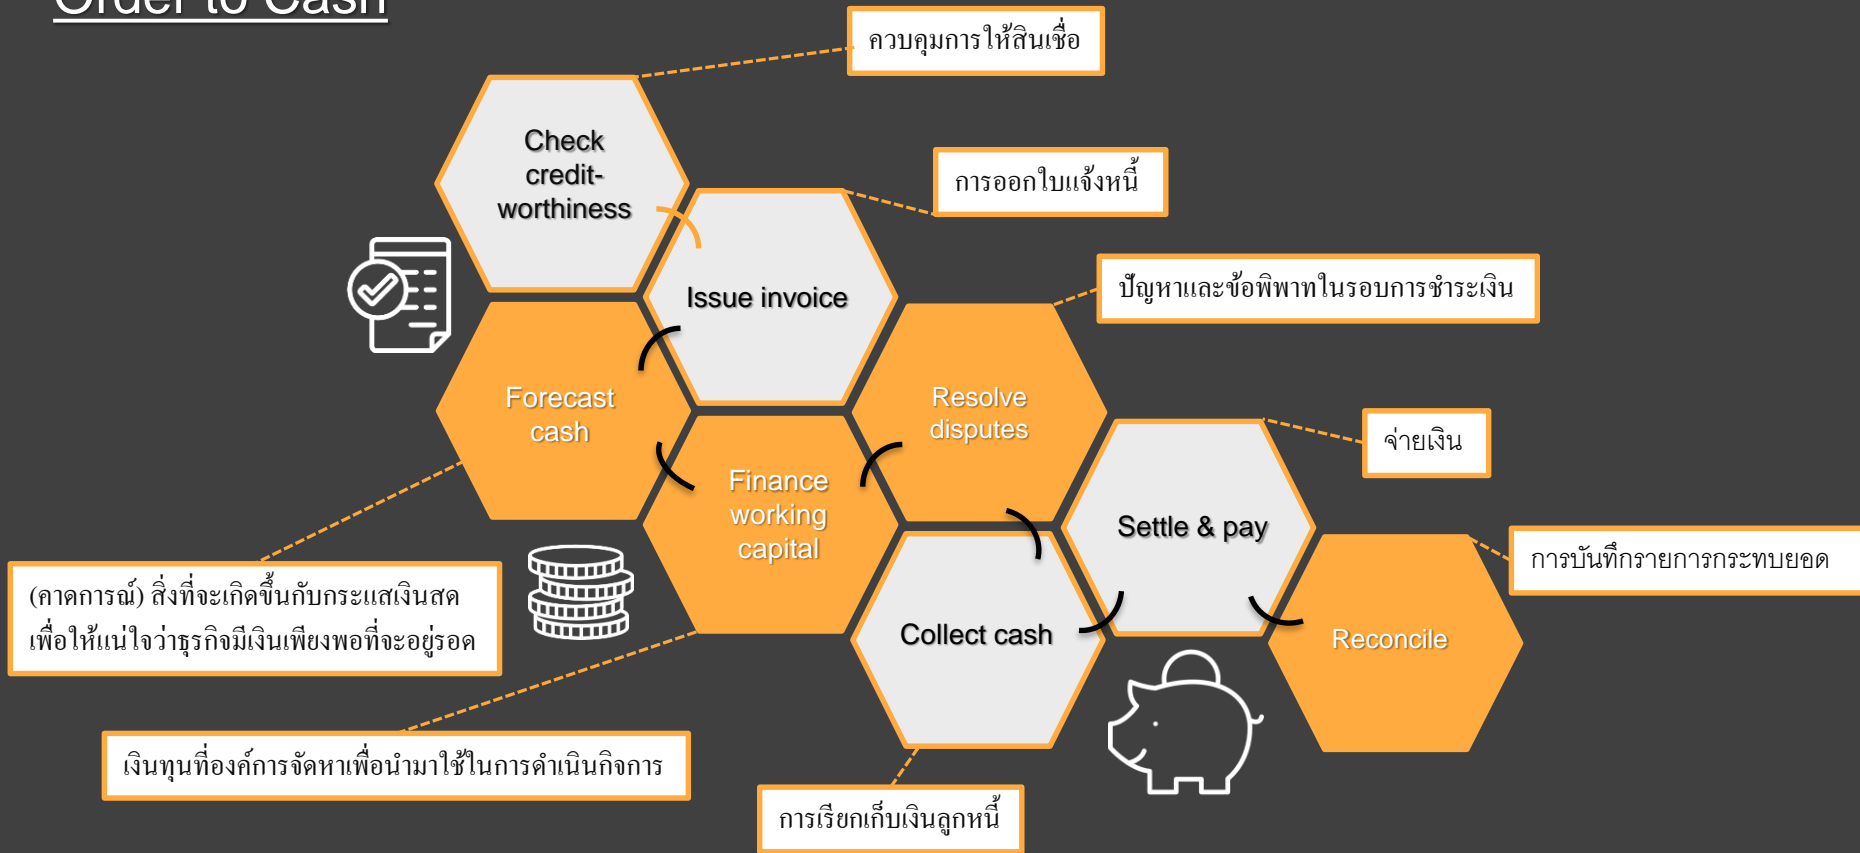 Order to Cash
ควบคุมการให้สินเชื่อ
Check
credit-
worthiness
การออกใบแจ้งหนี้
Issue invoice
ปัญหาและข้อพิพาทในรอบการชำระเงิน
Forecast
cash
Resolve
disputes
จ่ายเงิน
Finance
working
capital
Settle & pay
การบันทึกรายการกระทบยอด
(คาดการณ์) สิ่งที่จะเกิดขึ้นกับกระแสเงินสด
เพื่อให้แน่ใจว่าธุรกิจมีเงินเพียงพอที่จะอยู่รอด
Collect cash
Reconcile
เงินทุนที่องค์การจัดหาเพื่อนำมาใช้ในการดำเนินกิจการ
การเรียกเก็บเงินลูกหนี้